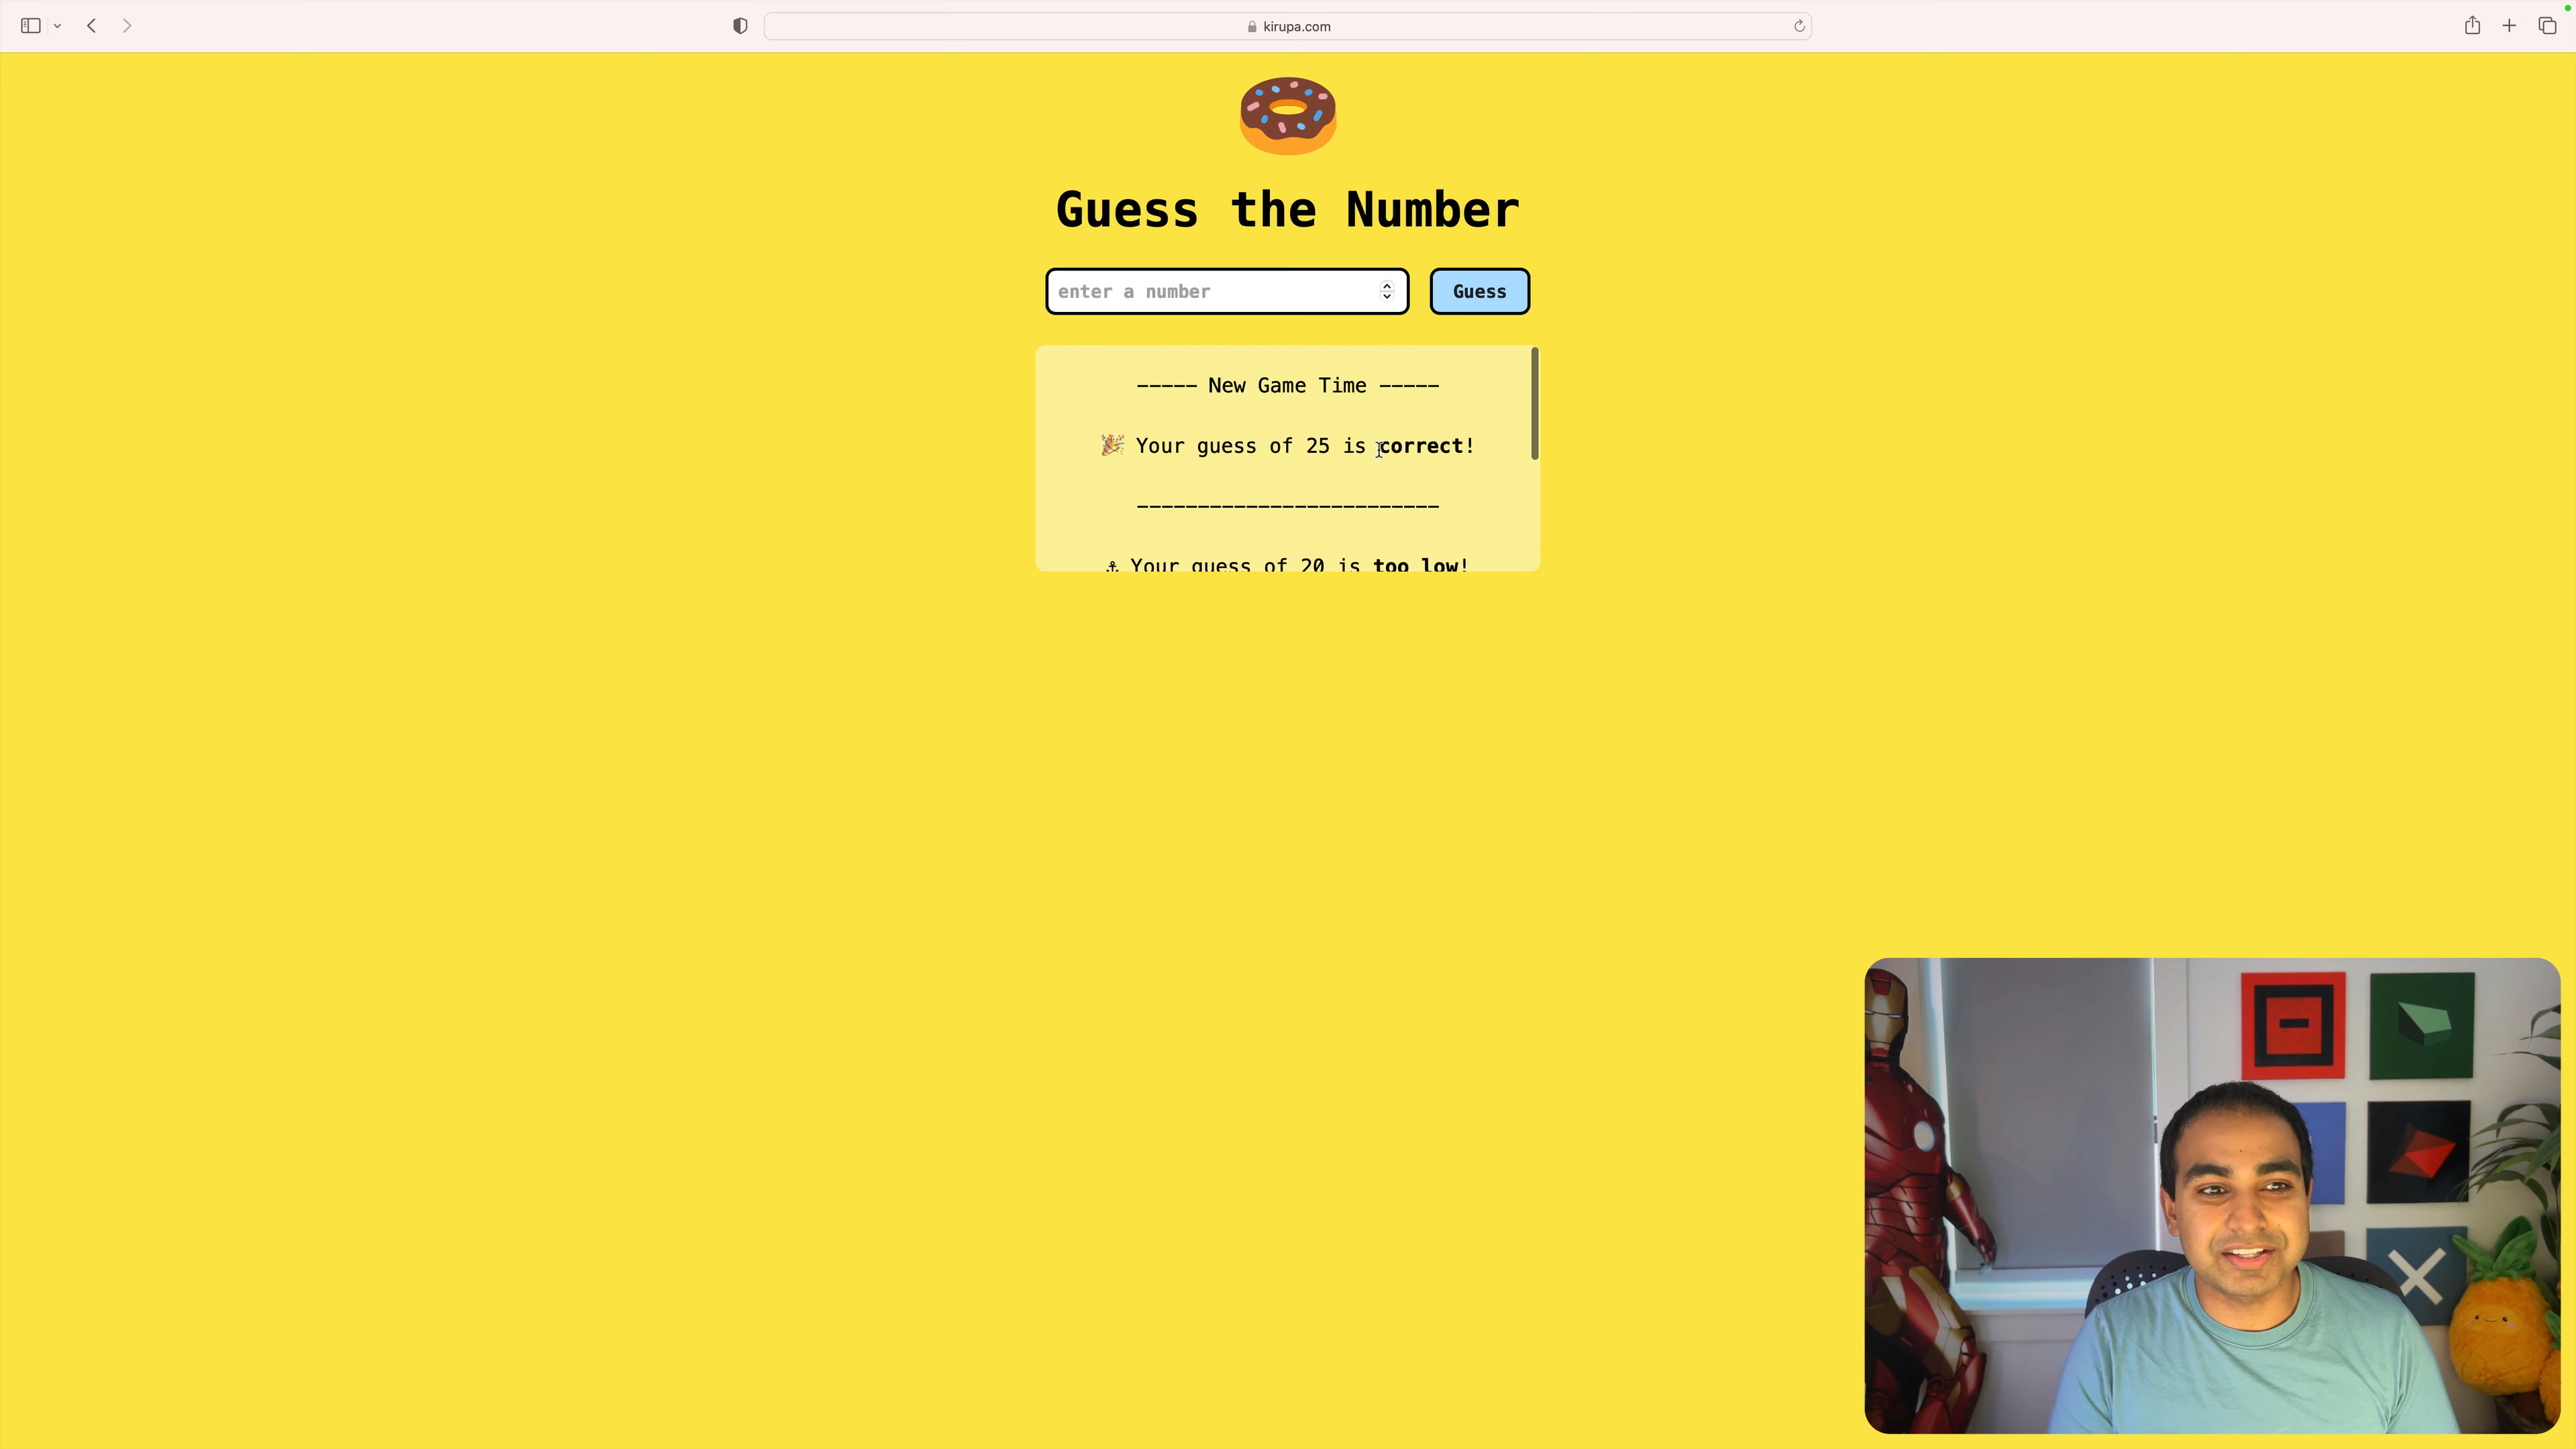 kirupa.com
Guess the Number
enter a number
Guess
----- New Game Time -----
🎉 Your guess of 25 is correct!
-------------------------
⚓ Your guess of 20 is too low!